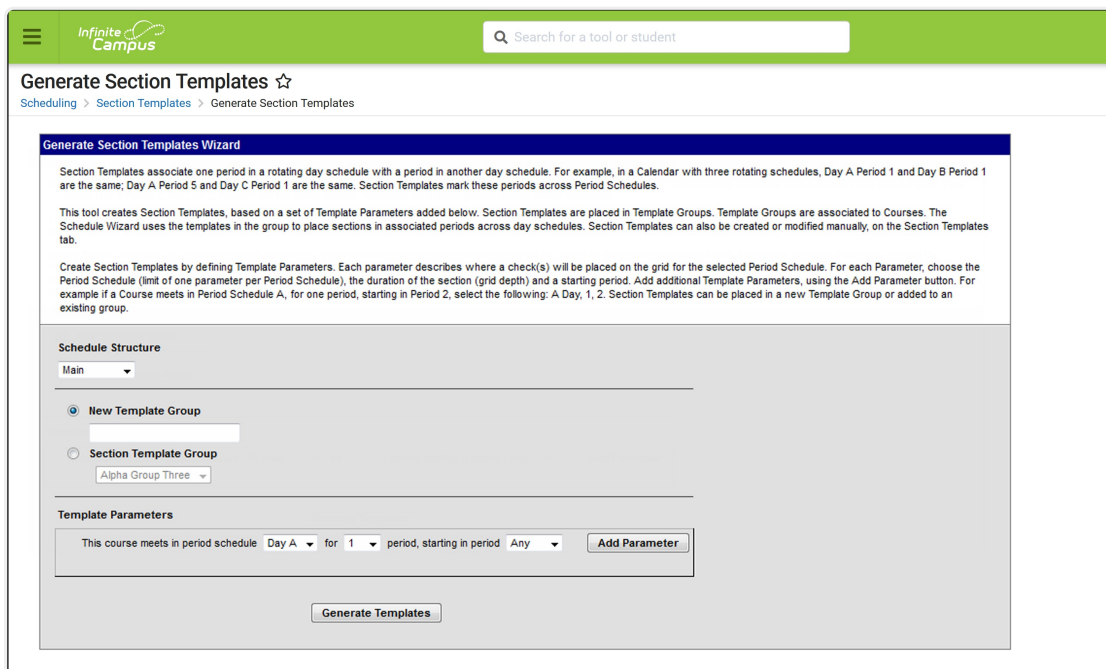 Infinite
Campus
Search for a tool or student
Generate Section Templates
Scheduling > Section Templates > Generate Section Templates
Generate Section Templates Wizard
Section Templates associate one period in a rotating day schedule with a period in another day schedule. For example, in a Calendar with three rotating schedules, Day A Period 1 and Day B Period 1
are the same; Day A Period 5 and Day C Period 1 are the same. Section Templates mark these periods across Period Schedules.
This tool creates Section Templates, based on a set of Template Parameters added below. Section Templates are placed in Template Groups. Template Groups are associated to Courses. The
Schedule Wizard uses the templates in the group to place sections in associated periods across day schedules. Section Templates can also be created or modified manually, on the Section Templates
tab.
Create Section Templates by defining Template Parameters. Each parameter describes where a check(s) will be placed on the grid for the selected Period Schedule. For each Parameter, choose the
Period Schedule (limit of one parameter per Period Schedule), the duration of the section (grid depth) and a starting period. Add additional Template Parameters, using the Add Parameter button. For
example if a Course meets in Period Schedule A, for one period, starting in Period 2, select the following: A Day, 1, 2. Section Templates can be placed in a new Template Group or added to an
existing group.
Schedule Structure
Main
New Template Group
Section Template Group
Alpha Group Three
Template Parameters
This course meets in period schedule Day A for 1 period, starting in period Any Add Parameter
Generate Templates